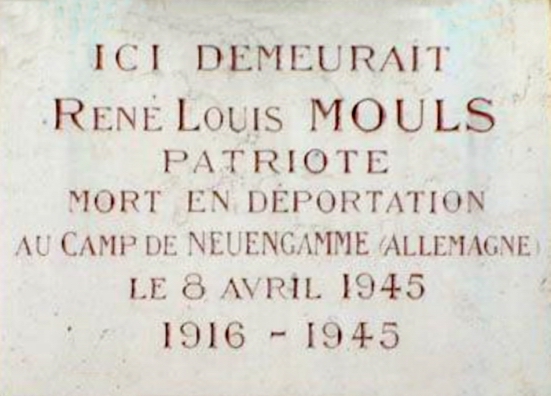 ICI DEMEURAIT
RENÉ LOUIS MOULS
PATRIOTE
MORT EN DÉPORTATION
AU CAMP DE NEUENGAMME (ALLEMAGNE)
LE 8 AVRIL 1945
1916 - 1945